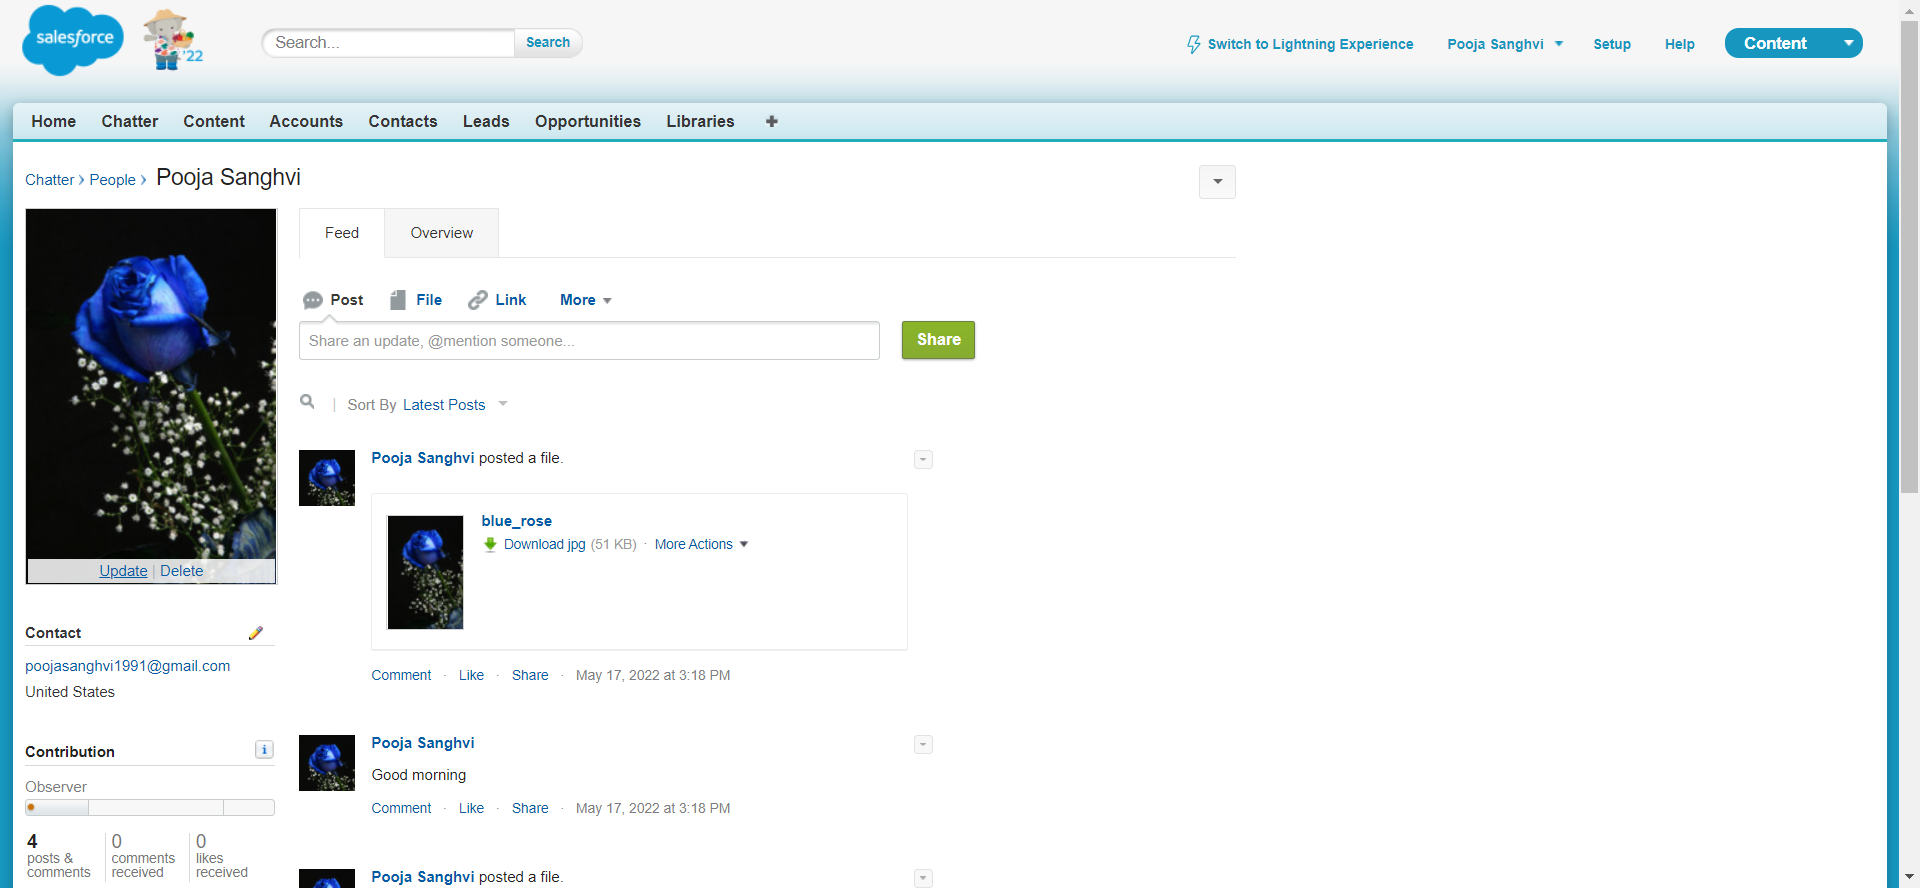 salesforce
'22
Search...
Search
Switch to Lightning Experience
Pooja Sanghvi
Setup
Help
Content
Home
Chatter
Content
Accounts
Contacts
Leads
Opportunities
Libraries
Chatter › People › Pooja Sanghvi
Feed
Overview
Post
File
Link
More
Share an update, @mention someone...
Share
| Sort By Latest Posts
Pooja Sanghvi posted a file.
blue_rose
Download jpg (51 KB) · More Actions
Comment · Like · Share · May 17, 2022 at 3:18 PM
Pooja Sanghvi
Good morning
Comment · Like · Share · May 17, 2022 at 3:18 PM
Pooja Sanghvi posted a file.
Update | Delete
Contact
poojasanghvi1991@gmail.com
United States
Contribution
i
Observer
4
posts &
comments
0
comments
received
0
likes
received